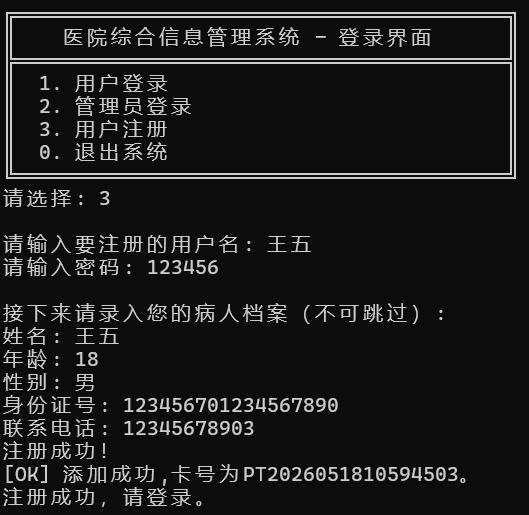 医院综合信息管理系统 - 登录界面
1. 用户登录
2. 管理员登录
3. 用户注册
0. 退出系统
请选择: 3
请输入要注册的用户名: 王五
请输入密码: 123456
接下来请录入您的病人档案（不可跳过）:
姓名: 王五
年龄: 18
性别: 男
身份证号: 123456701234567890
联系电话: 12345678903
注册成功!
[OK] 添加成功,卡号为PT2026051810594503。
注册成功, 请登录。